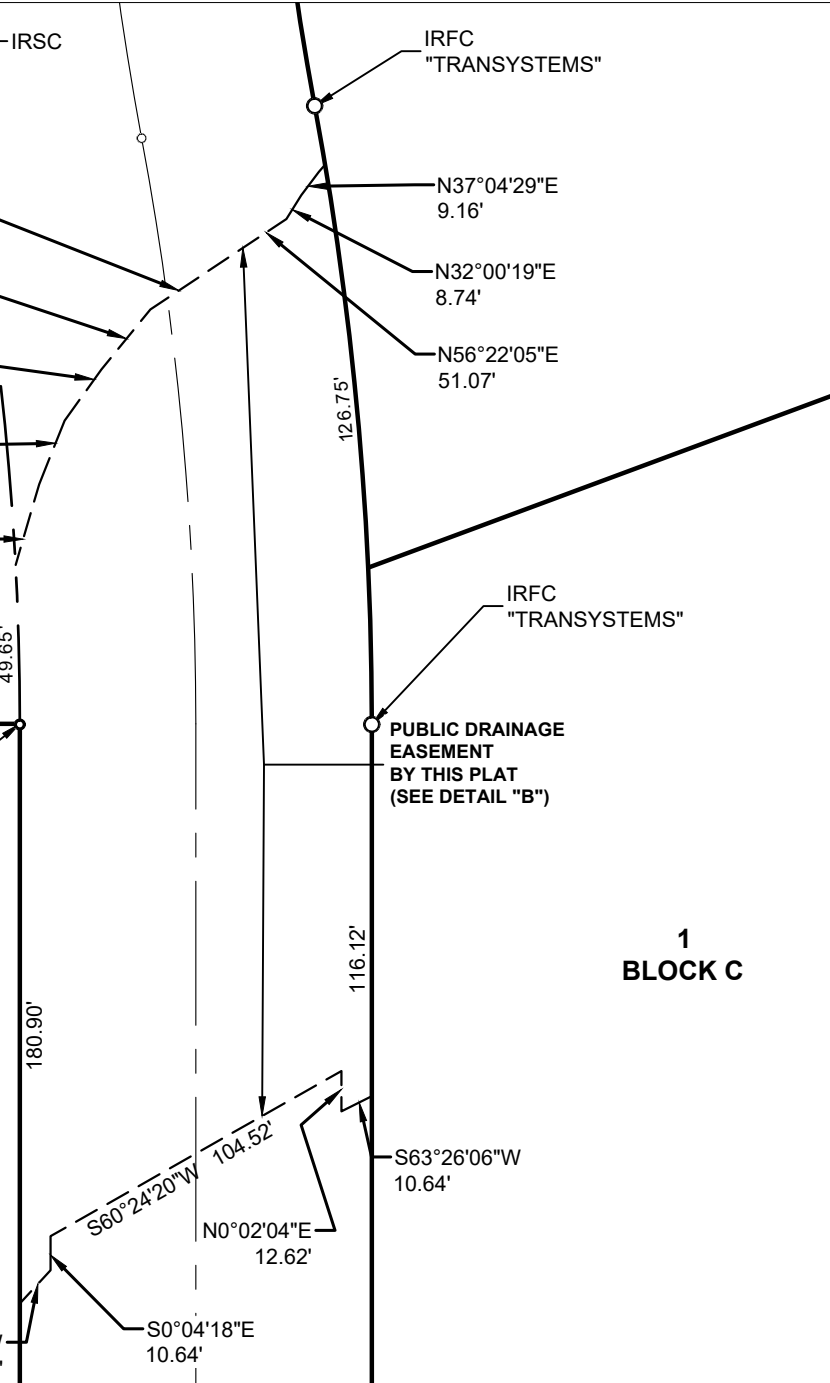 IRSC
IRFC
"TRANSYSTEMS"
N37°04'29"E
9.16'
N32°00'19"E
8.74'
N56°22'05"E
51.07'
126.75'
IRFC
"TRANSYSTEMS"
49.65'
PUBLIC DRAINAGE
EASEMENT
BY THIS PLAT
(SEE DETAIL "B")
116.12'
1
BLOCK C
180.90'
S60°24'20"W 104.52'
S63°26'06"W
10.64'
N0°02'04"E
12.62'
S0°04'18"E
10.64'